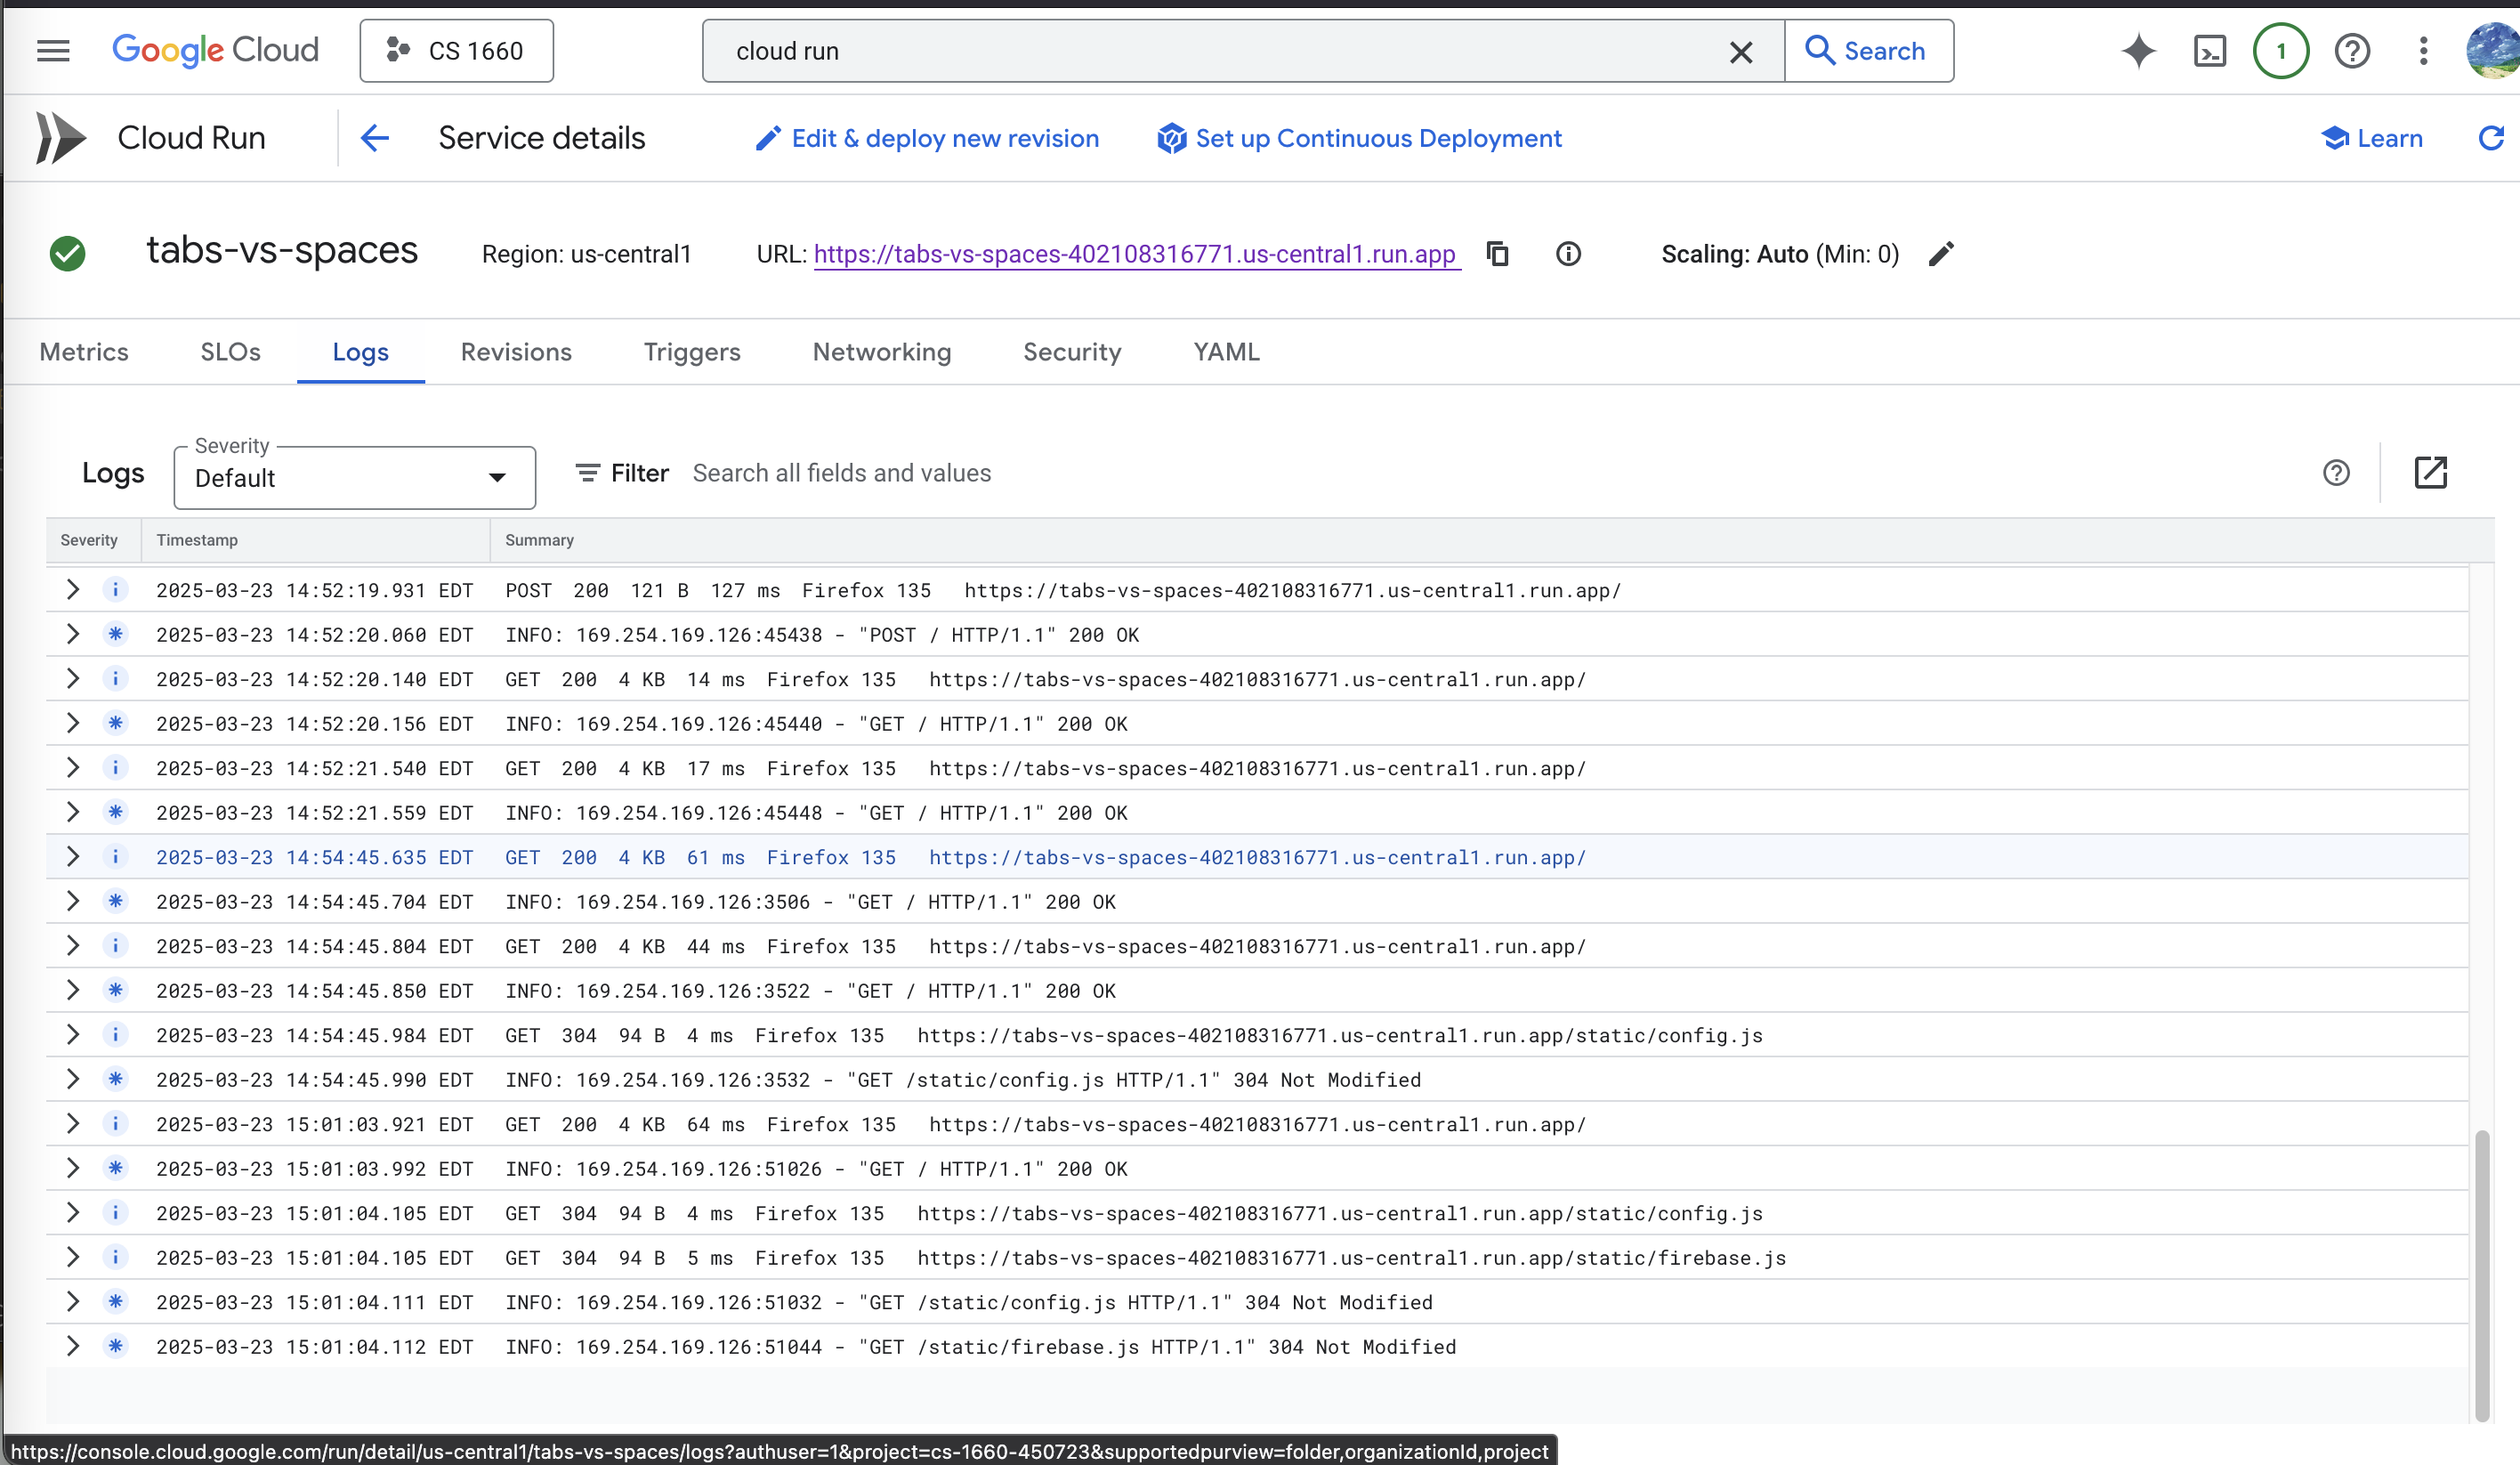 Google Cloud CS 1660 cloud run Search 1
Cloud Run Service details Edit & deploy new revision Set up Continuous Deployment Learn
tabs-vs-spaces Region: us-central1 URL: https://tabs-vs-spaces-402108316771.us-central1.run.app Scaling: Auto (Min: 0)
Metrics SLOs Logs Revisions Triggers Networking Security YAML
Severity
Logs Default Filter Search all fields and values
Severity Timestamp Summary
2025-03-23 14:52:19.931 EDT POST 200 121 B 127 ms Firefox 135 https://tabs-vs-spaces-402108316771.us-central1.run.app/
2025-03-23 14:52:20.060 EDT INFO: 169.254.169.126:45438 - "POST / HTTP/1.1" 200 OK
2025-03-23 14:52:20.140 EDT GET 200 4 KB 14 ms Firefox 135 https://tabs-vs-spaces-402108316771.us-central1.run.app/
2025-03-23 14:52:20.156 EDT INFO: 169.254.169.126:45440 - "GET / HTTP/1.1" 200 OK
2025-03-23 14:52:21.540 EDT GET 200 4 KB 17 ms Firefox 135 https://tabs-vs-spaces-402108316771.us-central1.run.app/
2025-03-23 14:52:21.559 EDT INFO: 169.254.169.126:45448 - "GET / HTTP/1.1" 200 OK
2025-03-23 14:54:45.635 EDT GET 200 4 KB 61 ms Firefox 135 https://tabs-vs-spaces-402108316771.us-central1.run.app/
2025-03-23 14:54:45.704 EDT INFO: 169.254.169.126:3506 - "GET / HTTP/1.1" 200 OK
2025-03-23 14:54:45.804 EDT GET 200 4 KB 44 ms Firefox 135 https://tabs-vs-spaces-402108316771.us-central1.run.app/
2025-03-23 14:54:45.850 EDT INFO: 169.254.169.126:3522 - "GET / HTTP/1.1" 200 OK
2025-03-23 14:54:45.984 EDT GET 304 94 B 4 ms Firefox 135 https://tabs-vs-spaces-402108316771.us-central1.run.app/static/config.js
2025-03-23 14:54:45.990 EDT INFO: 169.254.169.126:3532 - "GET /static/config.js HTTP/1.1" 304 Not Modified
2025-03-23 15:01:03.921 EDT GET 200 4 KB 64 ms Firefox 135 https://tabs-vs-spaces-402108316771.us-central1.run.app/
2025-03-23 15:01:03.992 EDT INFO: 169.254.169.126:51026 - "GET / HTTP/1.1" 200 OK
2025-03-23 15:01:04.105 EDT GET 304 94 B 4 ms Firefox 135 https://tabs-vs-spaces-402108316771.us-central1.run.app/static/config.js
2025-03-23 15:01:04.105 EDT GET 304 94 B 5 ms Firefox 135 https://tabs-vs-spaces-402108316771.us-central1.run.app/static/firebase.js
2025-03-23 15:01:04.111 EDT INFO: 169.254.169.126:51032 - "GET /static/config.js HTTP/1.1" 304 Not Modified
2025-03-23 15:01:04.112 EDT INFO: 169.254.169.126:51044 - "GET /static/firebase.js HTTP/1.1" 304 Not Modified
https://console.cloud.google.com/run/detail/us-central1/tabs-vs-spaces/logs?authuser=1&project=cs-1660-450723&supportedpurview=folder,organizationId,project